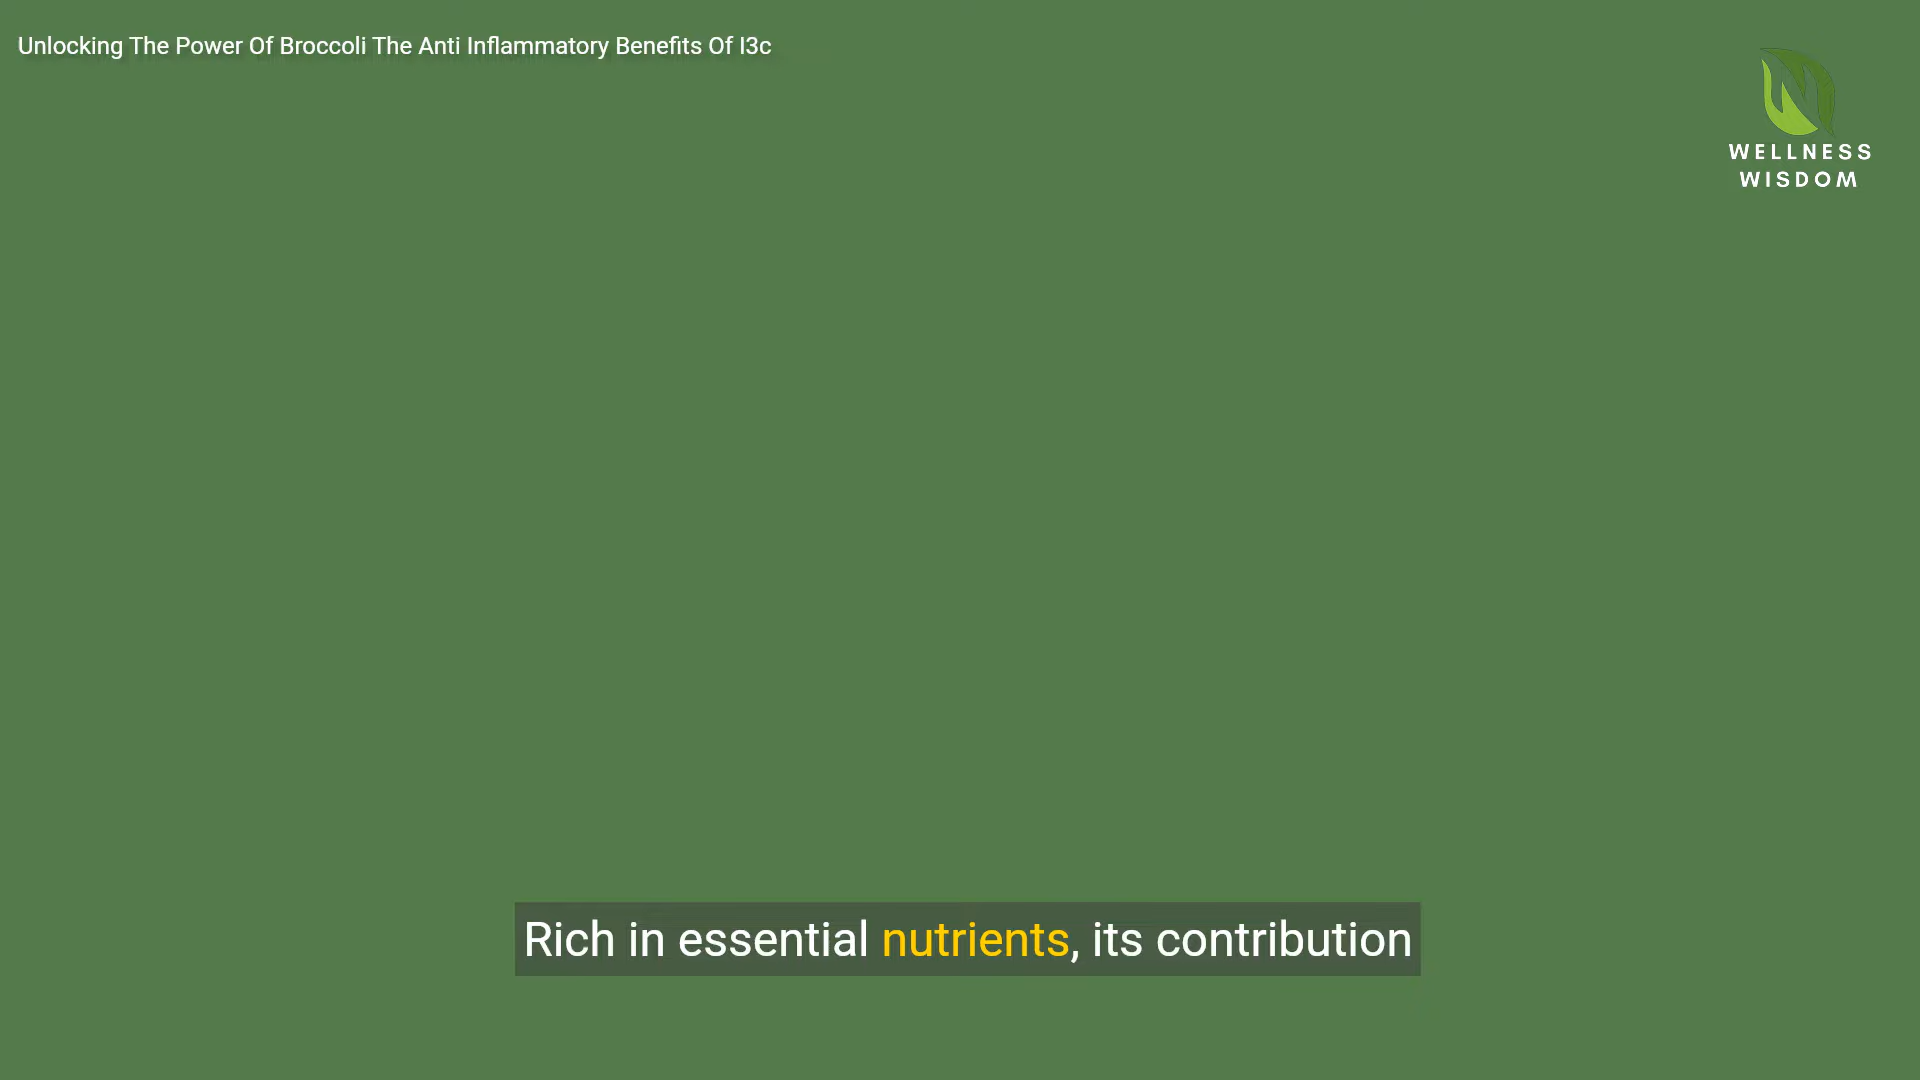 Unlocking The Power Of Broccoli The Anti Inflammatory Benefits Of I3c
WELLNESS
WISDOM
Rich in essential nutrients, its contribution